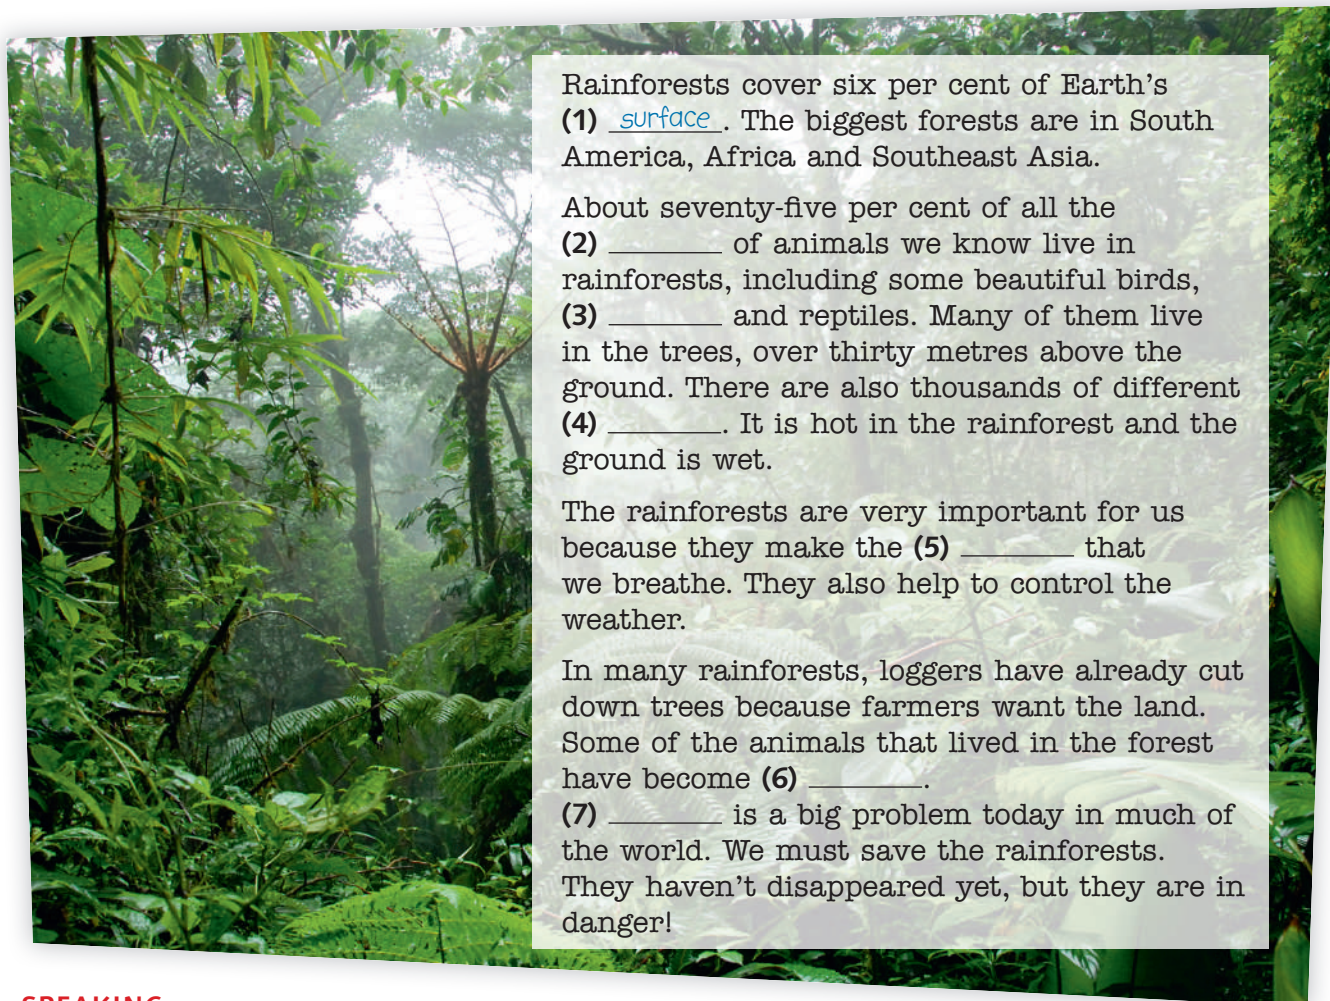 Rainforests cover six per cent of Earth’s
(1) surface. The biggest forests are in South
America, Africa and Southeast Asia.
About seventy-five per cent of all the
(2) ________ of animals we know live in
rainforests, including some beautiful birds,
(3) ________ and reptiles. Many of them live
in the trees, over thirty metres above the
ground. There are also thousands of different
(4) ________. It is hot in the rainforest and the
ground is wet.
The rainforests are very important for us
because they make the (5) ________ that
we breathe. They also help to control the
weather.
In many rainforests, loggers have already cut
down trees because farmers want the land.
Some of the animals that lived in the forest
have become (6) ________.
(7) ________ is a big problem today in much of
the world. We must save the rainforests.
They haven’t disappeared yet, but they are in
danger!
SPEAKING